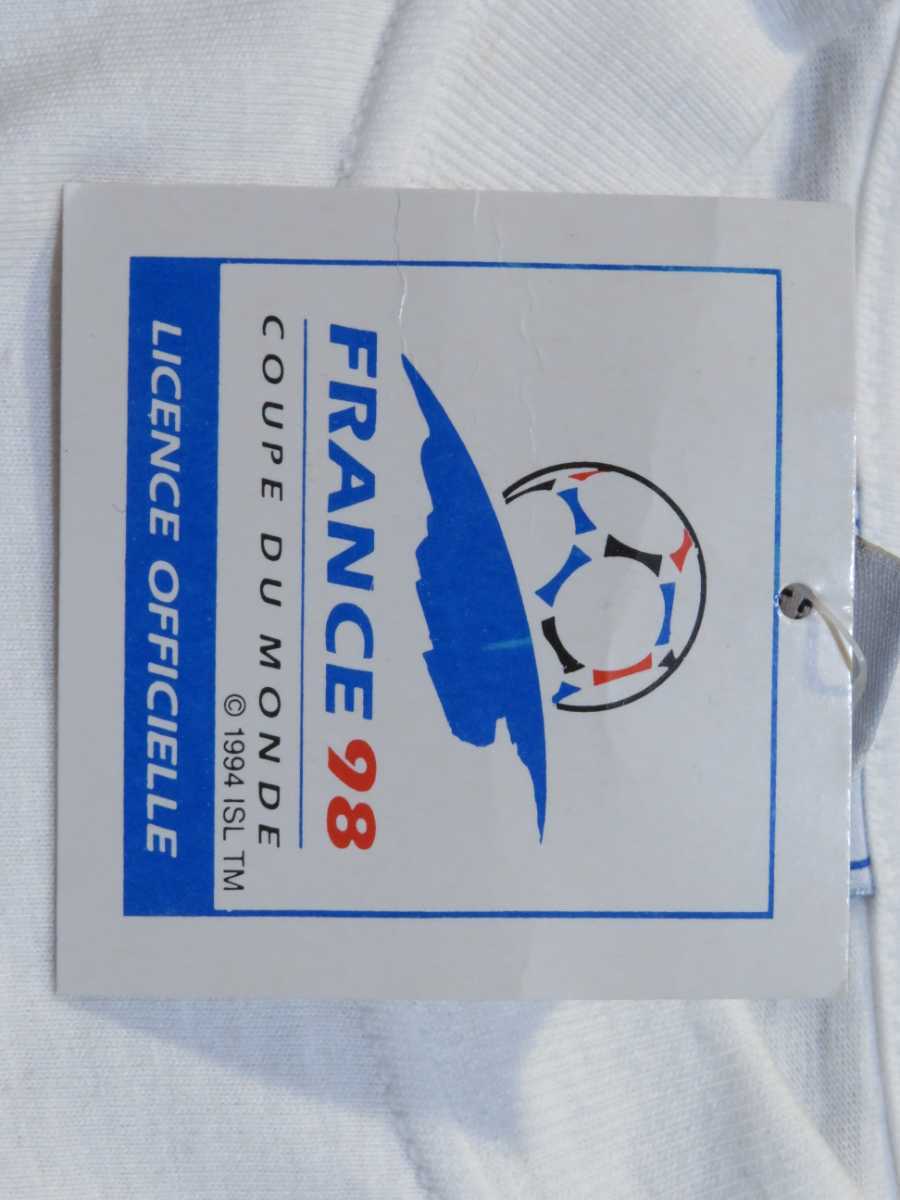 FRANCE 98
COUPE DU MONDE
© 1994 ISL TM
LICENCE OFFICIELLE